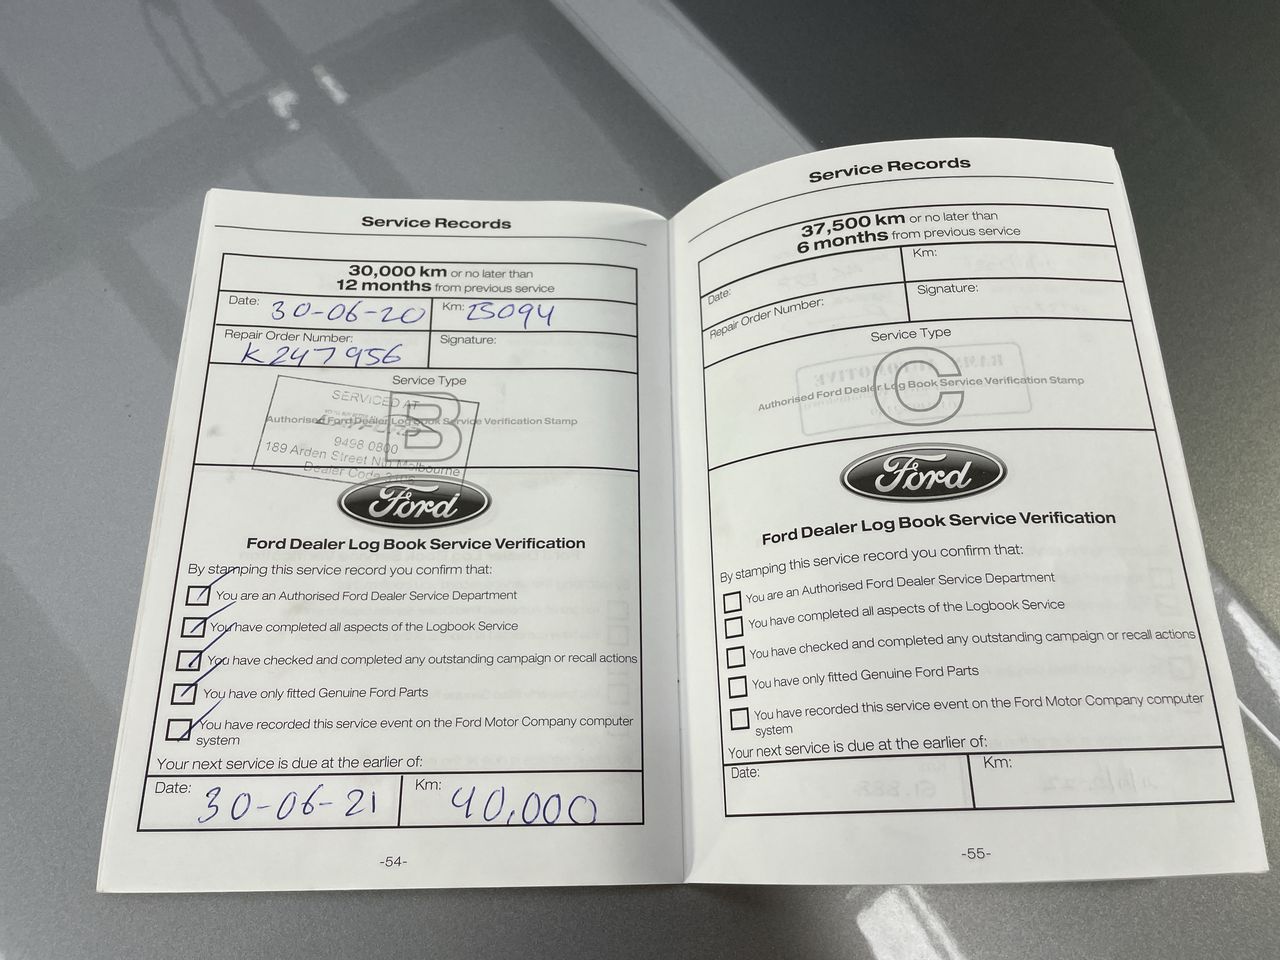 Service Records
30,000 km or no later than
12 months from previous service
Date: 30-06-20 Km: 25094
Repair Order Number: Signature:
K247956
Service Type
SERVICED AT
B
Authorised Ford Dealer Log Book Service Verification Stamp
9498 0800
189 Arden Street Nth Melbourne
Dealer Code
Ford
Ford Dealer Log Book Service Verification
By stamping this service record you confirm that:
You are an Authorised Ford Dealer Service Department
You have completed all aspects of the Logbook Service
You have checked and completed any outstanding campaign or recall actions
You have only fitted Genuine Ford Parts
You have recorded this service event on the Ford Motor Company computer
system
Your next service is due at the earlier of:
Date: 30-06-21 Km: 40,000
-54-
Service Records
37,500 km or no later than
6 months from previous service
Date: Km:
Repair Order Number: Signature:
Service Type
C
Authorised Ford Dealer Log Book Service Verification Stamp
Ford
Ford Dealer Log Book Service Verification
By stamping this service record you confirm that:
You are an Authorised Ford Dealer Service Department
You have completed all aspects of the Logbook Service
You have checked and completed any outstanding campaign or recall actions
You have only fitted Genuine Ford Parts
You have recorded this service event on the Ford Motor Company computer
system
Your next service is due at the earlier of:
Date: Km:
-55-